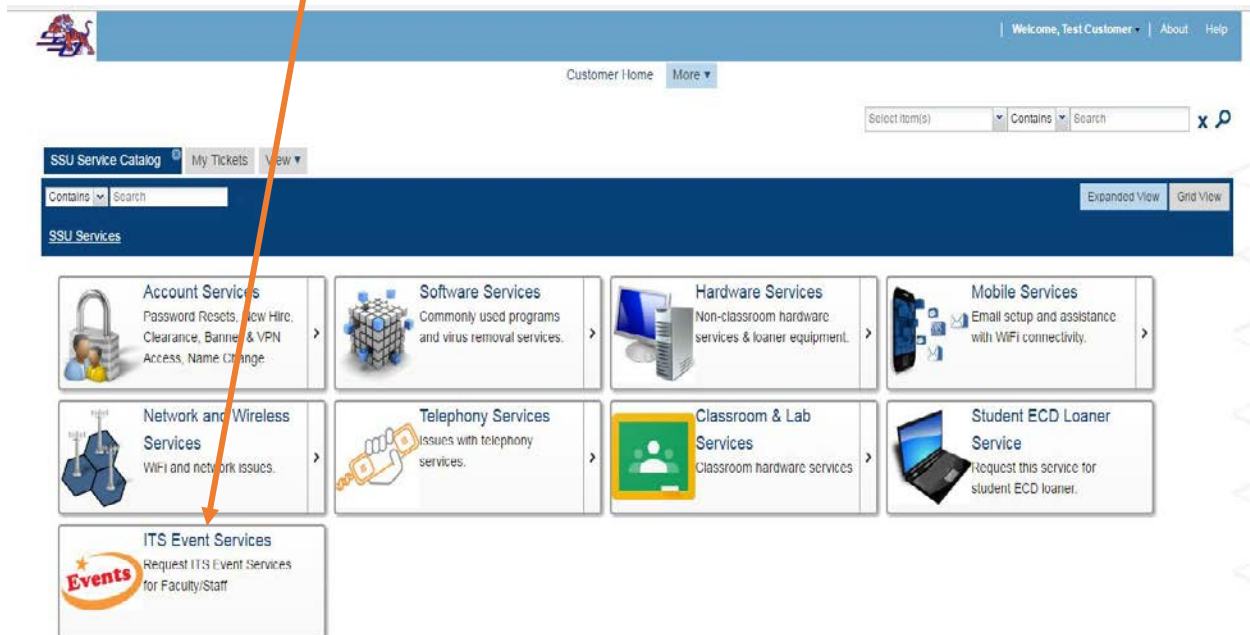 Welcome, Test Customer | About Help
Customer Home More
Select item(s) Contains Search X
SSU Service Catalog My Tickets View
Contains Search Expanded View Grid View
SSU Services
Account Services
Password Resets, New Hire,
Clearance, Banner & VPN
Access, Name Change
Software Services
Commonly used programs
and virus removal services.
Hardware Services
Non-classroom hardware
services & loaner equipment.
Mobile Services
Email setup and assistance
with WiFi connectivity.
Network and Wireless
Services
WiFi and network issues.
Telephony Services
Issues with telephony
services.
Classroom & Lab
Services
Classroom hardware services
Student ECD Loaner
Service
Request this service for
student ECD loaner.
Events
ITS Event Services
Request ITS Event Services
for Faculty/Staff